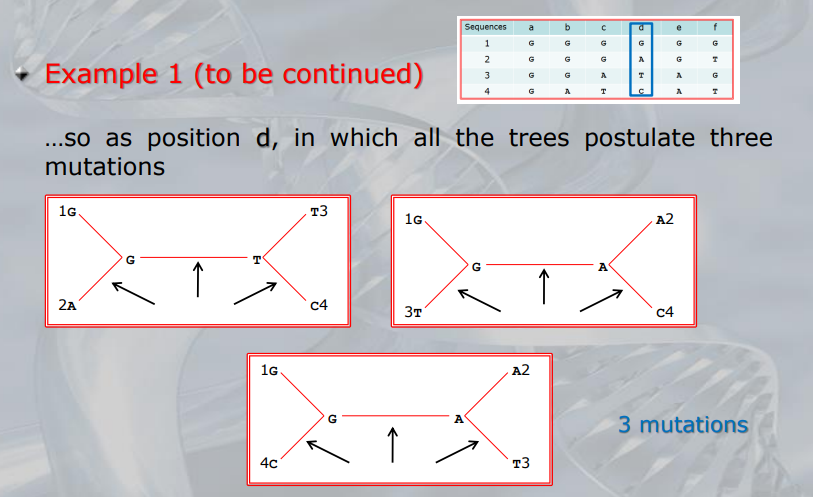 Sequences a b c d e f
1 G G G G G G
2 G G G A G T
3 G G A T A G
4 G A T C A T
Example 1 (to be continued)
…so as position d, in which all the trees postulate three
mutations
1G T3
G T
2A C4
1G A2
G A
3T C4
1G A2
G A
4C T3
3 mutations